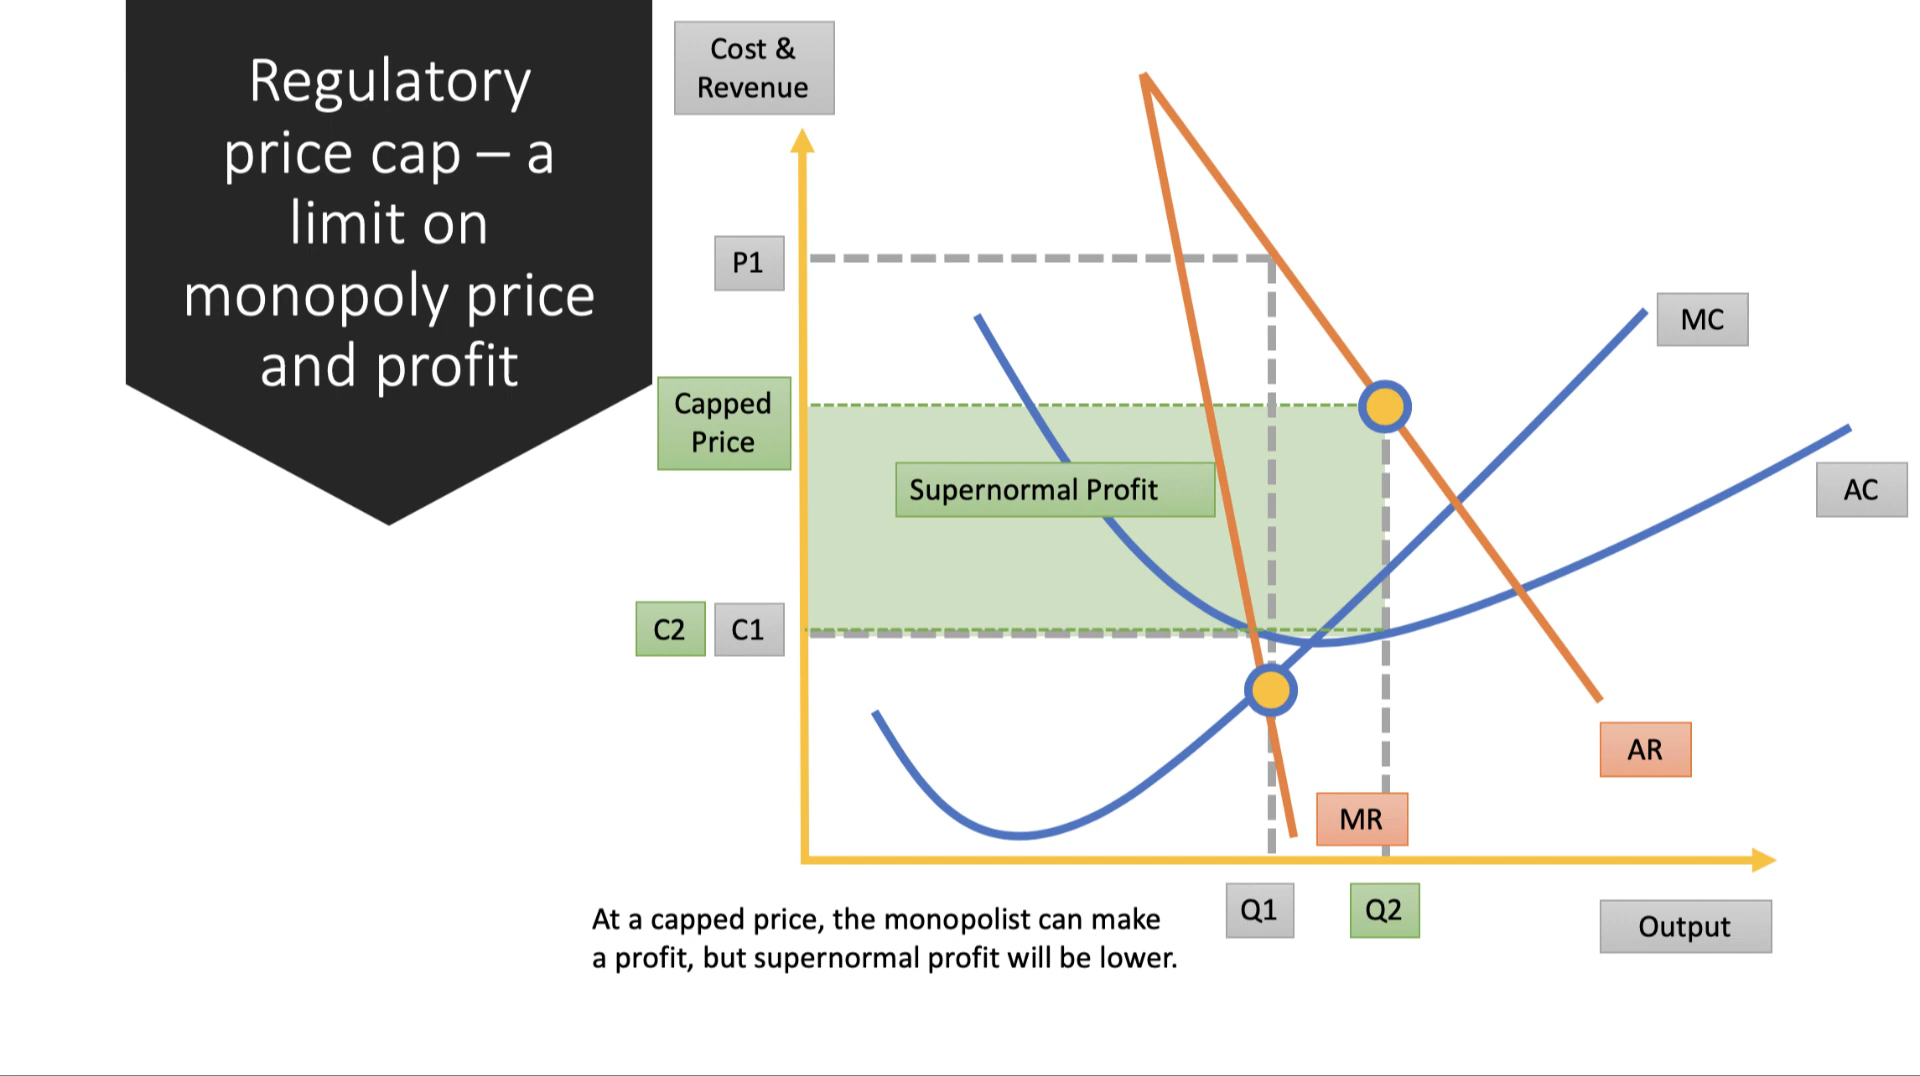 Regulatory
price cap – a
limit on
monopoly price
and profit
Cost &
Revenue
P1
Capped
Price
Supernormal Profit
C2
C1
MC
AC
AR
MR
Q1
Q2
Output
At a capped price, the monopolist can make
a profit, but supernormal profit will be lower.